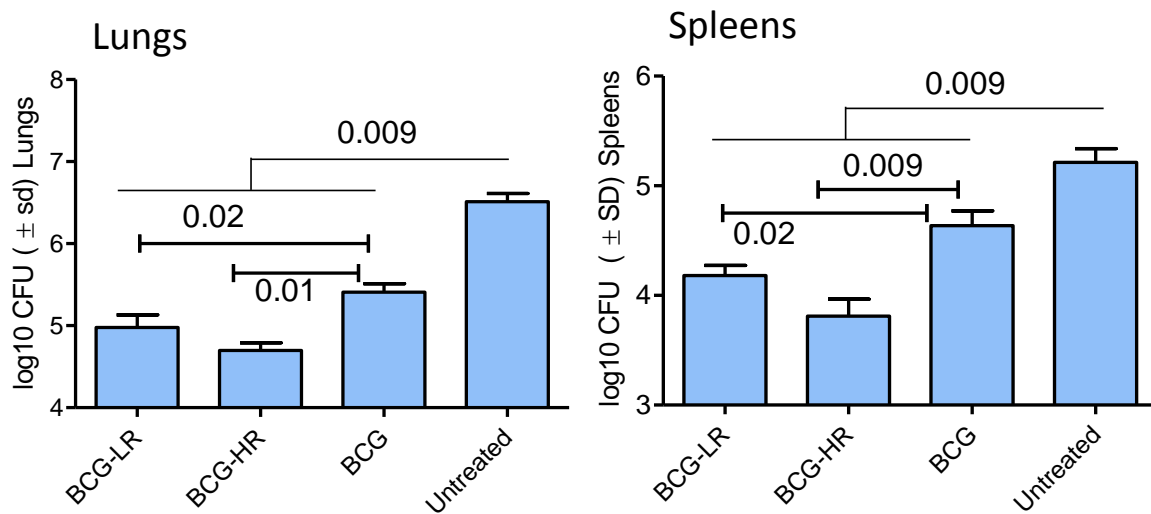 Lungs
log10 CFU ( ± sd) Lungs
8
7
6
5
4
0.009
0.02
0.01
BCG-LR
BCG-HR
BCG
Untreated
Spleens
log10 CFU ( ± SD) Spleens
6
5
4
3
0.009
0.009
0.02
BCG-LR
BCG-HR
BCG
Untreated